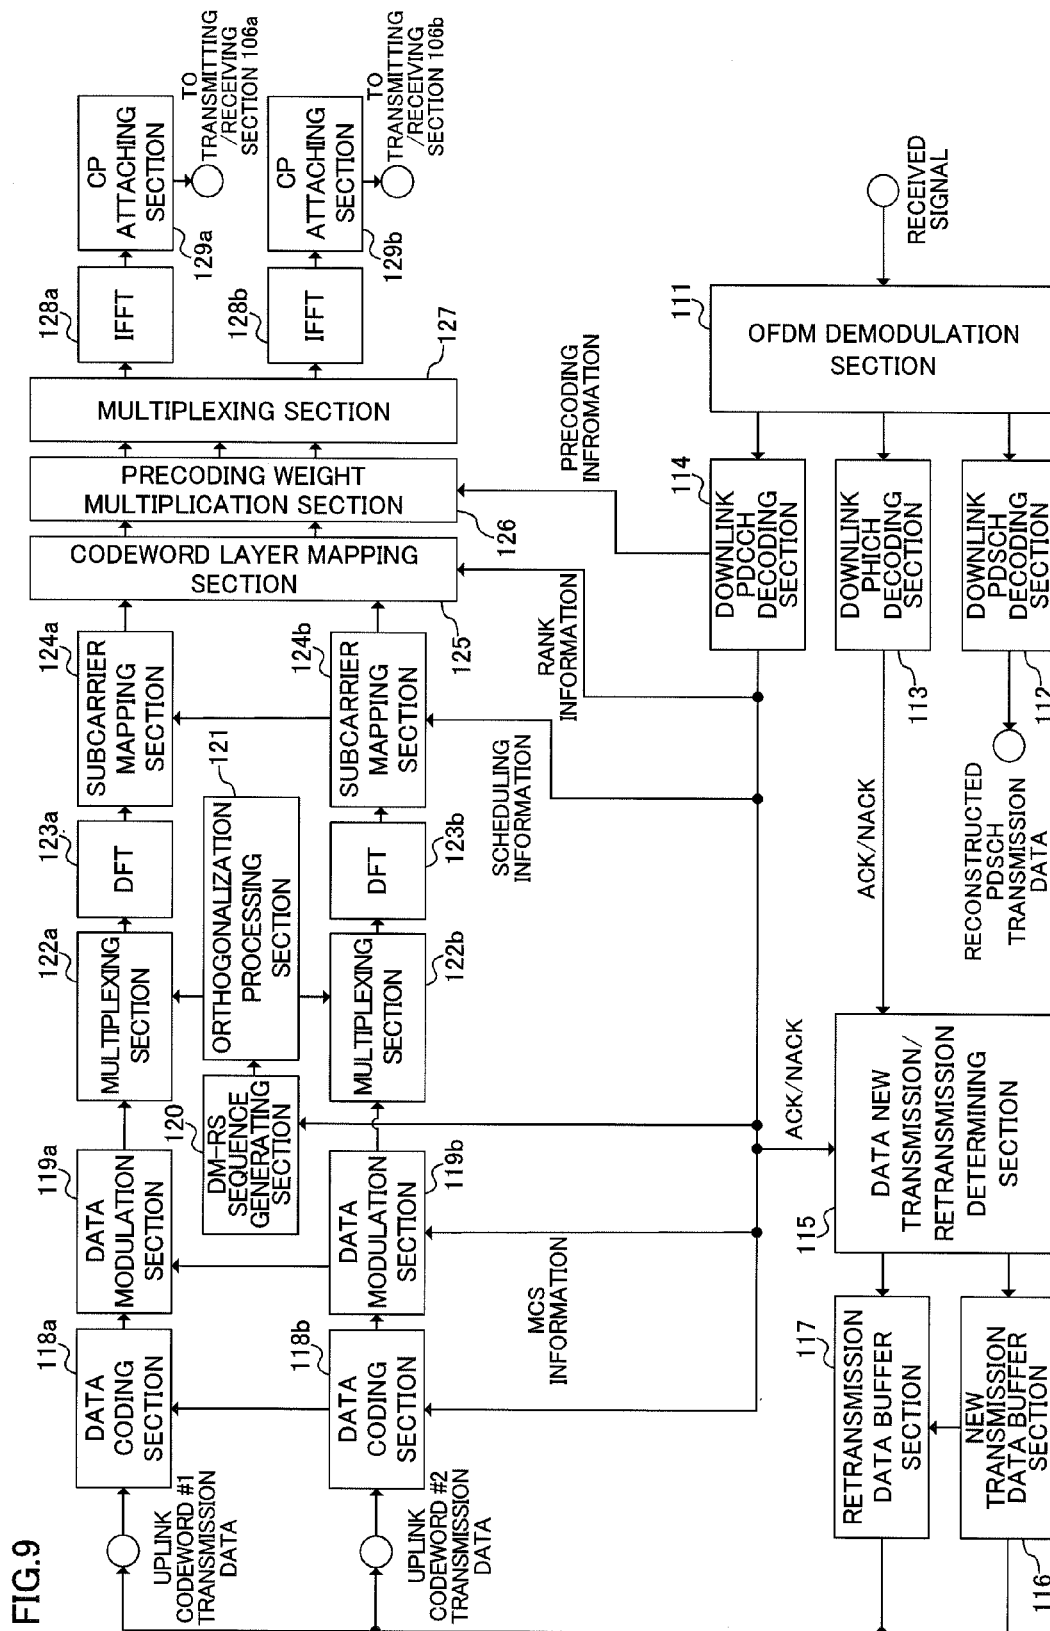 FIG.9
UPLINK
CODEWORD #1
TRANSMISSION
DATA
118a
DATA
CODING
SECTION
119a
DATA
MODULATION
SECTION
122a
MULTIPLEXING
SECTION
123a
DFT
124a
SUBCARRIER
MAPPING
SECTION
120
DM-RS
SEQUENCE
GENERATING
SECTION
121
ORTHOGONALIZATION
PROCESSING
SECTION
UPLINK
CODEWORD #2
TRANSMISSION
DATA
118b
DATA
CODING
SECTION
119b
DATA
MODULATION
SECTION
122b
MULTIPLEXING
SECTION
123b
DFT
124b
SUBCARRIER
MAPPING
SECTION
CODEWORD LAYER MAPPING
SECTION
125
PRECODING WEIGHT
MULTIPLICATION SECTION
126
MULTIPLEXING SECTION
127
128a
IFFT
CP
ATTACHING
SECTION
129a
TO
TRANSMITTING
/RECEIVING
SECTION 106a
128b
IFFT
CP
ATTACHING
SECTION
129b
TO
TRANSMITTING
/RECEIVING
SECTION 106b
MCS
INFORMATION
SCHEDULING
INFORMATION
RANK
INFORMATION
PRECODING
INFROMATION
ACK/NACK
114
DOWNLINK
PDCCH
DECODING
SECTION
111
OFDM DEMODULATION
SECTION
RECEIVED
SIGNAL
DOWNLINK
PHICH
DECODING
SECTION
113
ACK/NACK
DOWNLINK
PDSCH
DECODING
SECTION
112
RECONSTRUCTED
PDSCH
TRANSMISSION
DATA
115
DATA NEW
TRANSMISSION/
RETRANSMISSION
DETERMINING
SECTION
117
RETRANSMISSION
DATA BUFFER
SECTION
NEW
TRANSMISSION
DATA BUFFER
SECTION
116